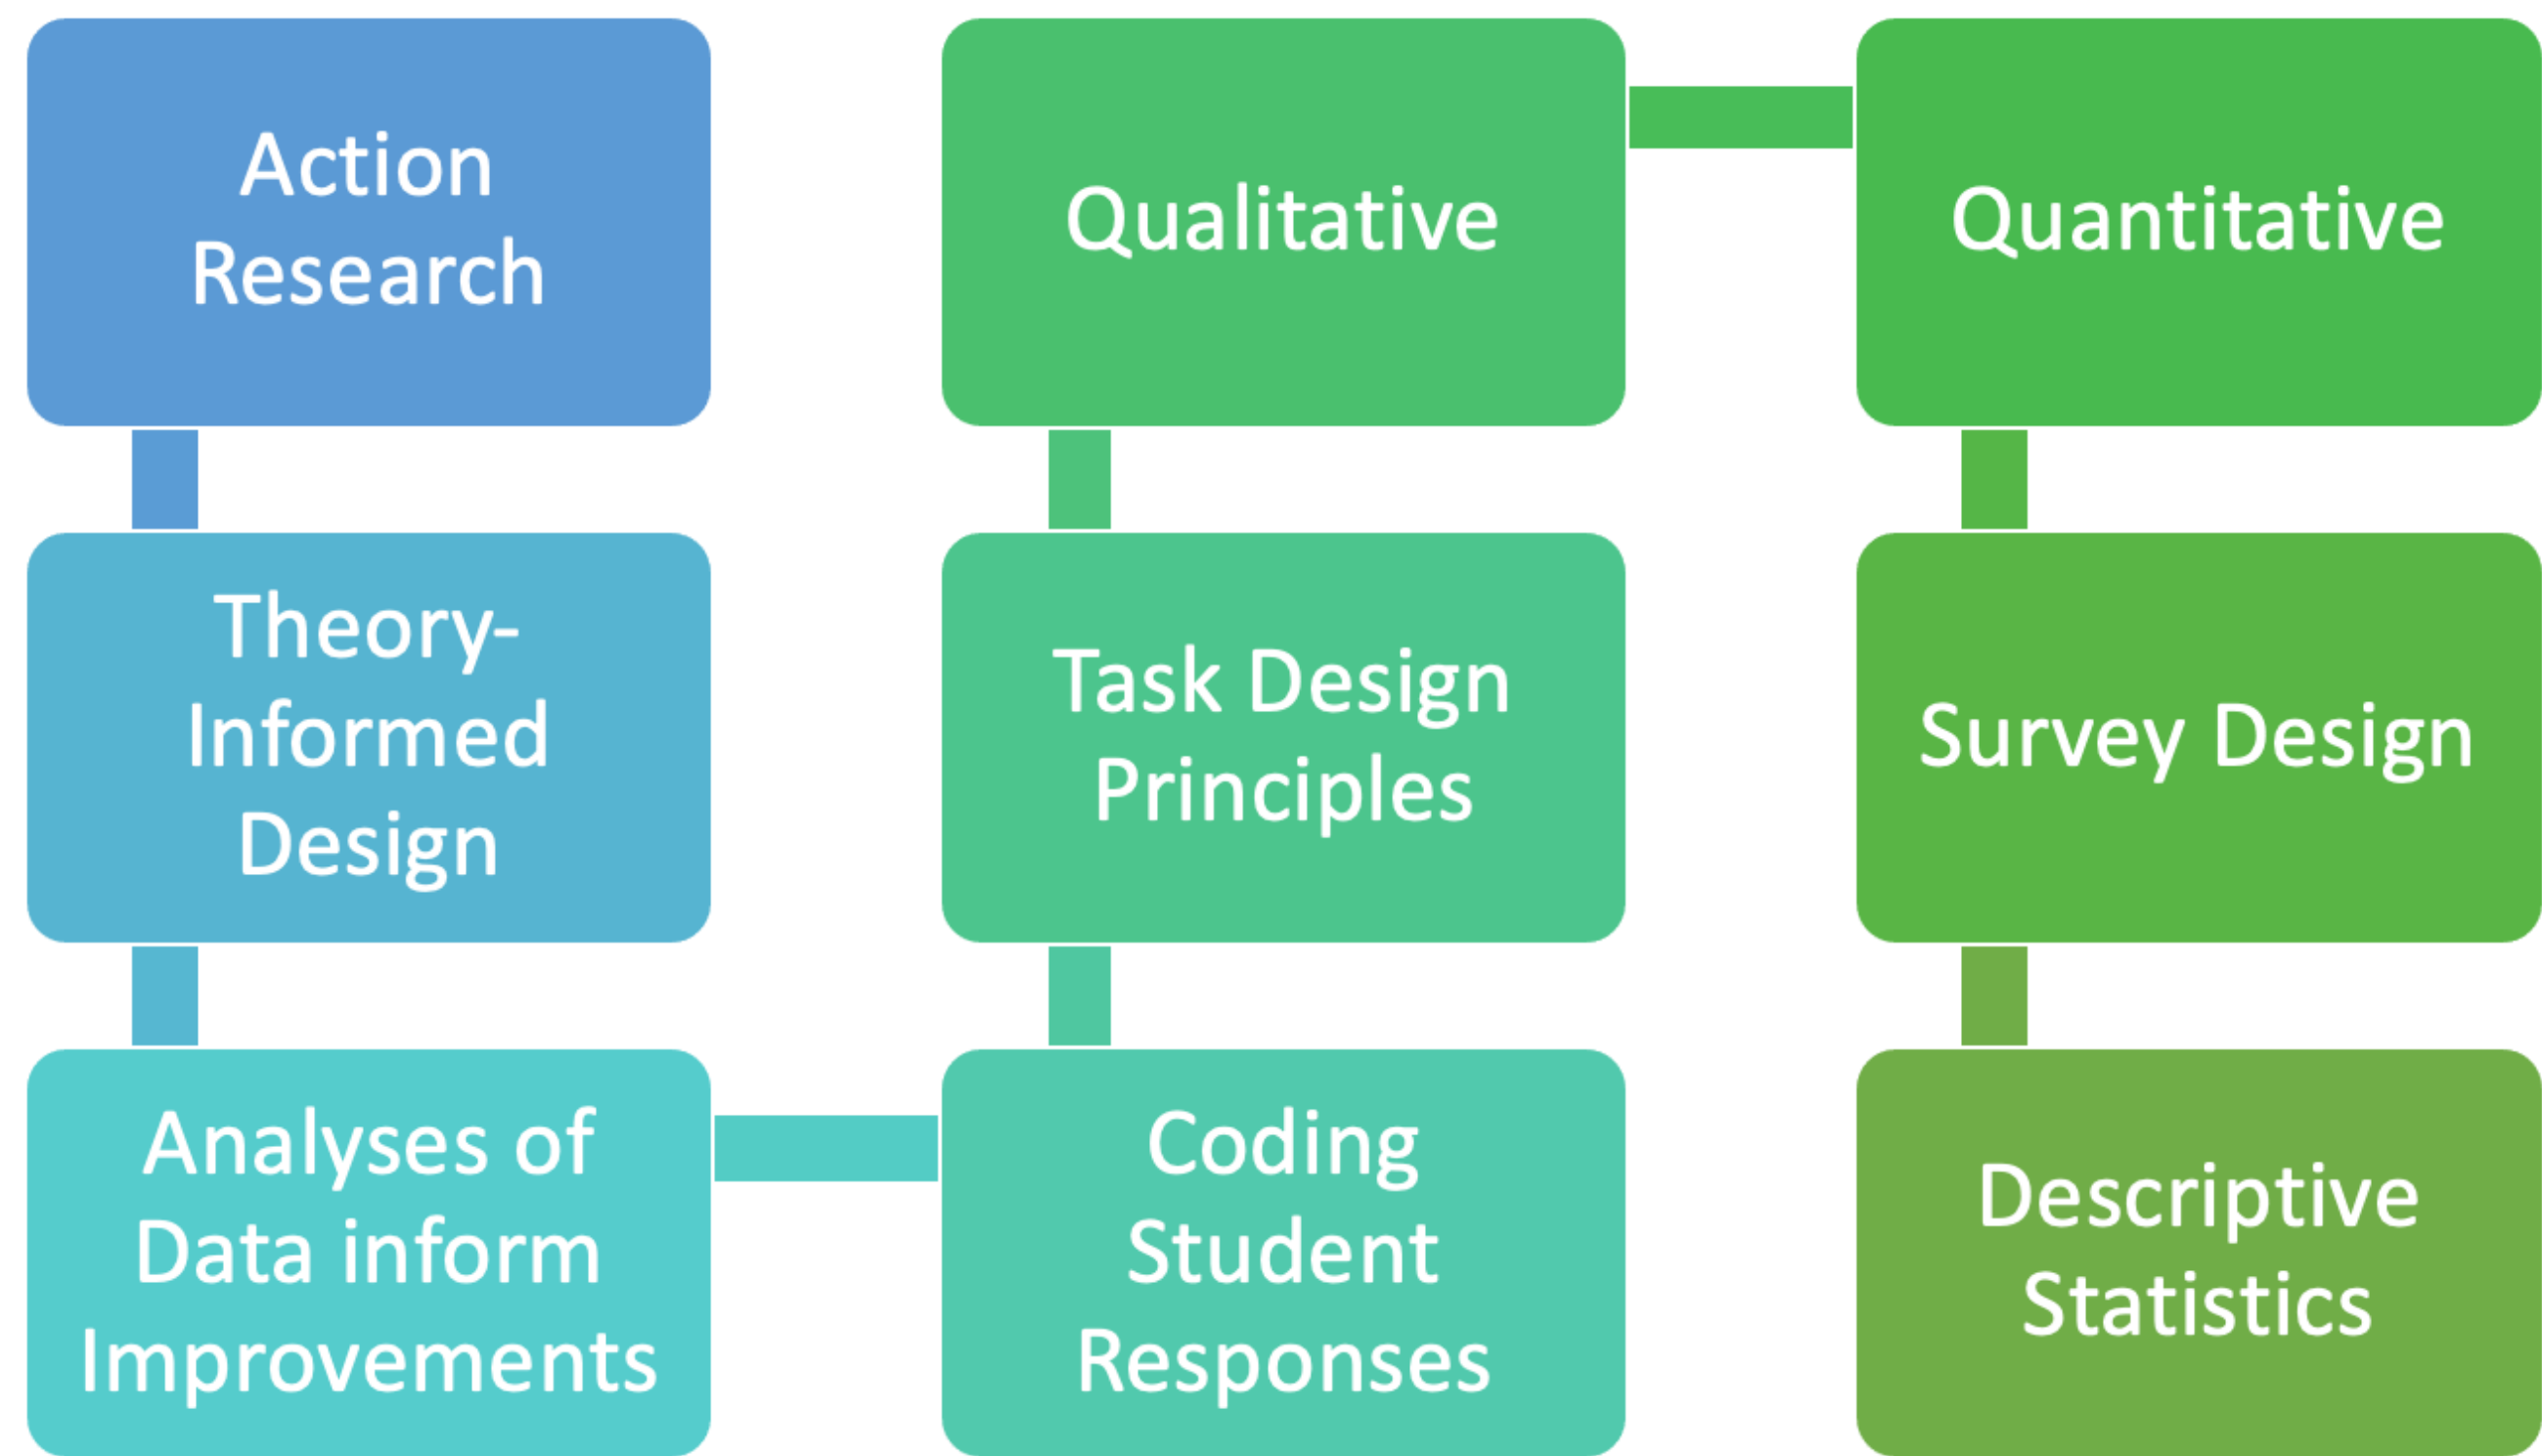 Action
Research
Theory-
Informed
Design
Analyses of
Data inform
Improvements
Coding
Student
Responses
Task Design
Principles
Qualitative
Quantitative
Survey Design
Descriptive
Statistics